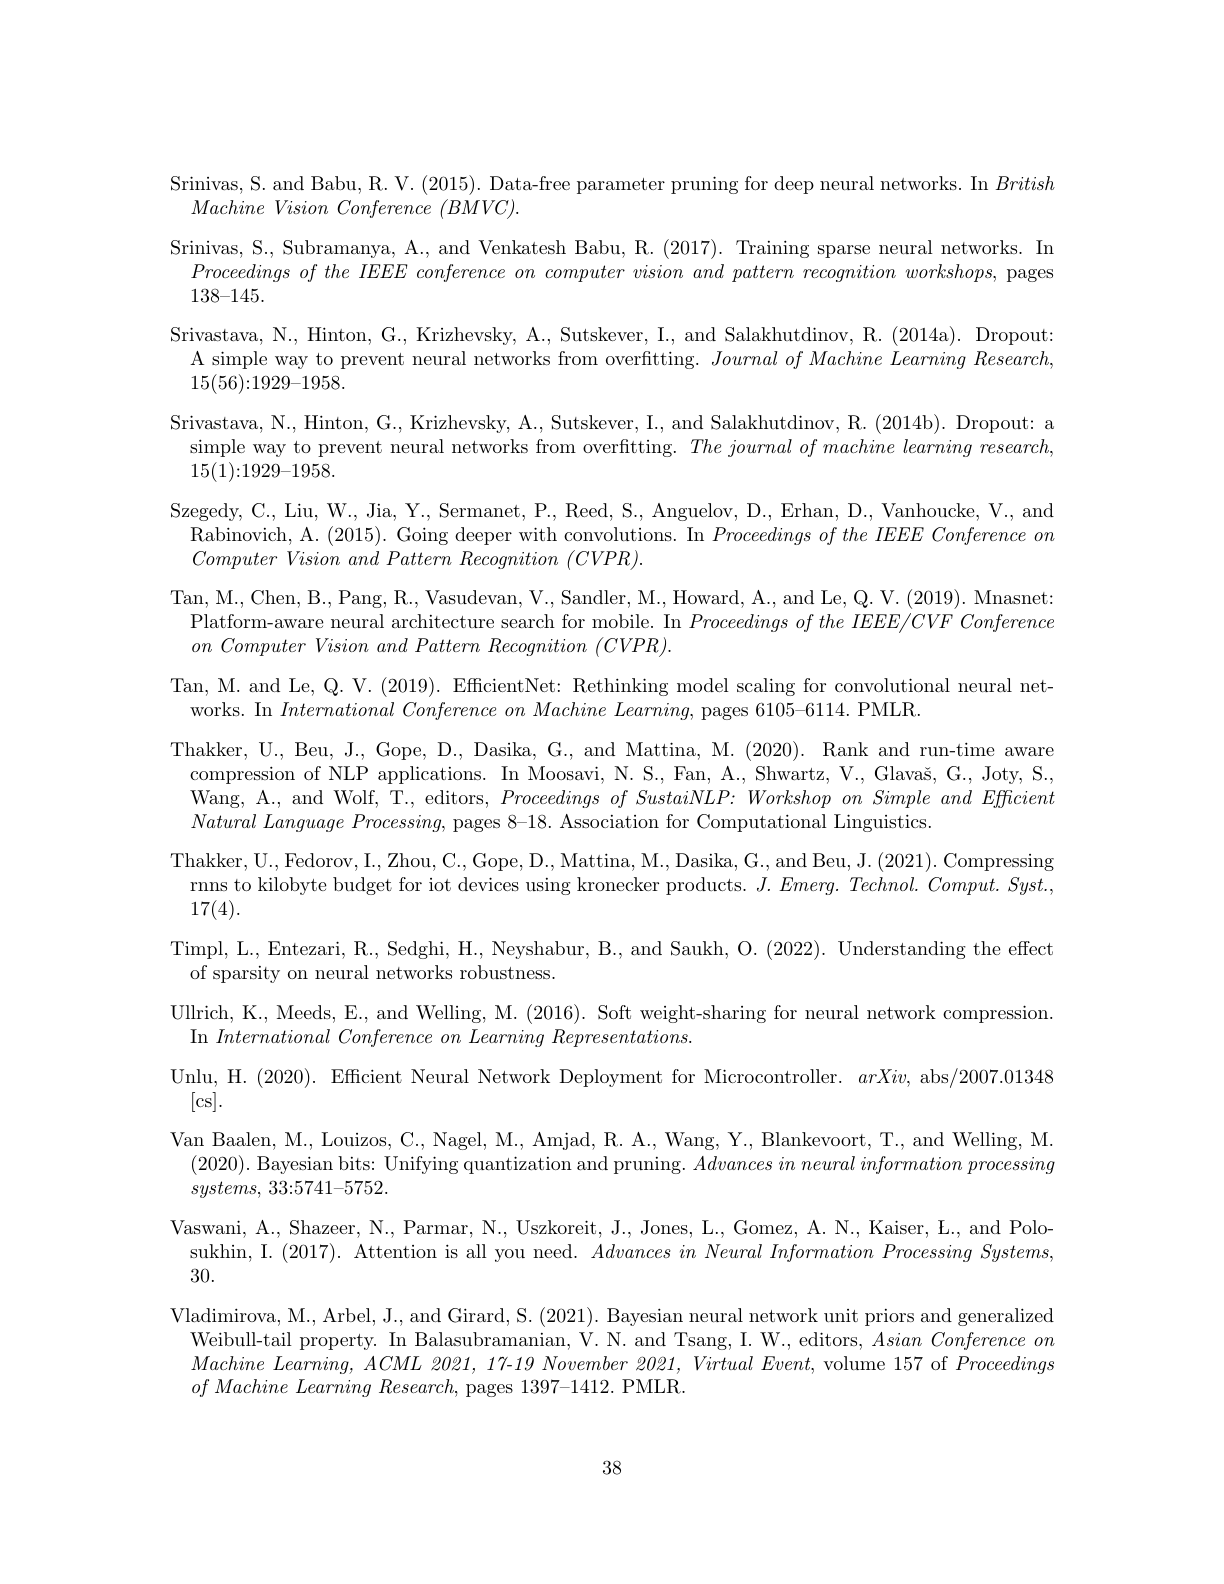 Srinivas, S. and Babu, R. V. (2015). Data-free parameter pruning for deep neural networks. In British
Machine Vision Conference (BMVC).
Srinivas, S., Subramanya, A., and Venkatesh Babu, R. (2017). Training sparse neural networks. In
Proceedings of the IEEE conference on computer vision and pattern recognition workshops, pages
138–145.
Srivastava, N., Hinton, G., Krizhevsky, A., Sutskever, I., and Salakhutdinov, R. (2014a). Dropout:
A simple way to prevent neural networks from overfitting. Journal of Machine Learning Research,
15(56):1929–1958.
Srivastava, N., Hinton, G., Krizhevsky, A., Sutskever, I., and Salakhutdinov, R. (2014b). Dropout: a
simple way to prevent neural networks from overfitting. The journal of machine learning research,
15(1):1929–1958.
Szegedy, C., Liu, W., Jia, Y., Sermanet, P., Reed, S., Anguelov, D., Erhan, D., Vanhoucke, V., and
Rabinovich, A. (2015). Going deeper with convolutions. In Proceedings of the IEEE Conference on
Computer Vision and Pattern Recognition (CVPR).
Tan, M., Chen, B., Pang, R., Vasudevan, V., Sandler, M., Howard, A., and Le, Q. V. (2019). Mnasnet:
Platform-aware neural architecture search for mobile. In Proceedings of the IEEE/CVF Conference
on Computer Vision and Pattern Recognition (CVPR).
Tan, M. and Le, Q. V. (2019). EfficientNet: Rethinking model scaling for convolutional neural net-
works. In International Conference on Machine Learning, pages 6105–6114. PMLR.
Thakker, U., Beu, J., Gope, D., Dasika, G., and Mattina, M. (2020). Rank and run-time aware
compression of NLP applications. In Moosavi, N. S., Fan, A., Shwartz, V., Glavaš, G., Joty, S.,
Wang, A., and Wolf, T., editors, Proceedings of SustaiNLP: Workshop on Simple and Efficient
Natural Language Processing, pages 8–18. Association for Computational Linguistics.
Thakker, U., Fedorov, I., Zhou, C., Gope, D., Mattina, M., Dasika, G., and Beu, J. (2021). Compressing
rnns to kilobyte budget for iot devices using kronecker products. J. Emerg. Technol. Comput. Syst.,
17(4).
Timpl, L., Entezari, R., Sedghi, H., Neyshabur, B., and Saukh, O. (2022). Understanding the effect
of sparsity on neural networks robustness.
Ullrich, K., Meeds, E., and Welling, M. (2016). Soft weight-sharing for neural network compression.
In International Conference on Learning Representations.
Unlu, H. (2020). Efficient Neural Network Deployment for Microcontroller. arXiv, abs/2007.01348
[cs].
Van Baalen, M., Louizos, C., Nagel, M., Amjad, R. A., Wang, Y., Blankevoort, T., and Welling, M.
(2020). Bayesian bits: Unifying quantization and pruning. Advances in neural information processing
systems, 33:5741–5752.
Vaswani, A., Shazeer, N., Parmar, N., Uszkoreit, J., Jones, L., Gomez, A. N., Kaiser, Ł., and Polo-
sukhin, I. (2017). Attention is all you need. Advances in Neural Information Processing Systems,
30.
Vladimirova, M., Arbel, J., and Girard, S. (2021). Bayesian neural network unit priors and generalized
Weibull-tail property. In Balasubramanian, V. N. and Tsang, I. W., editors, Asian Conference on
Machine Learning, ACML 2021, 17-19 November 2021, Virtual Event, volume 157 of Proceedings
of Machine Learning Research, pages 1397–1412. PMLR.
38